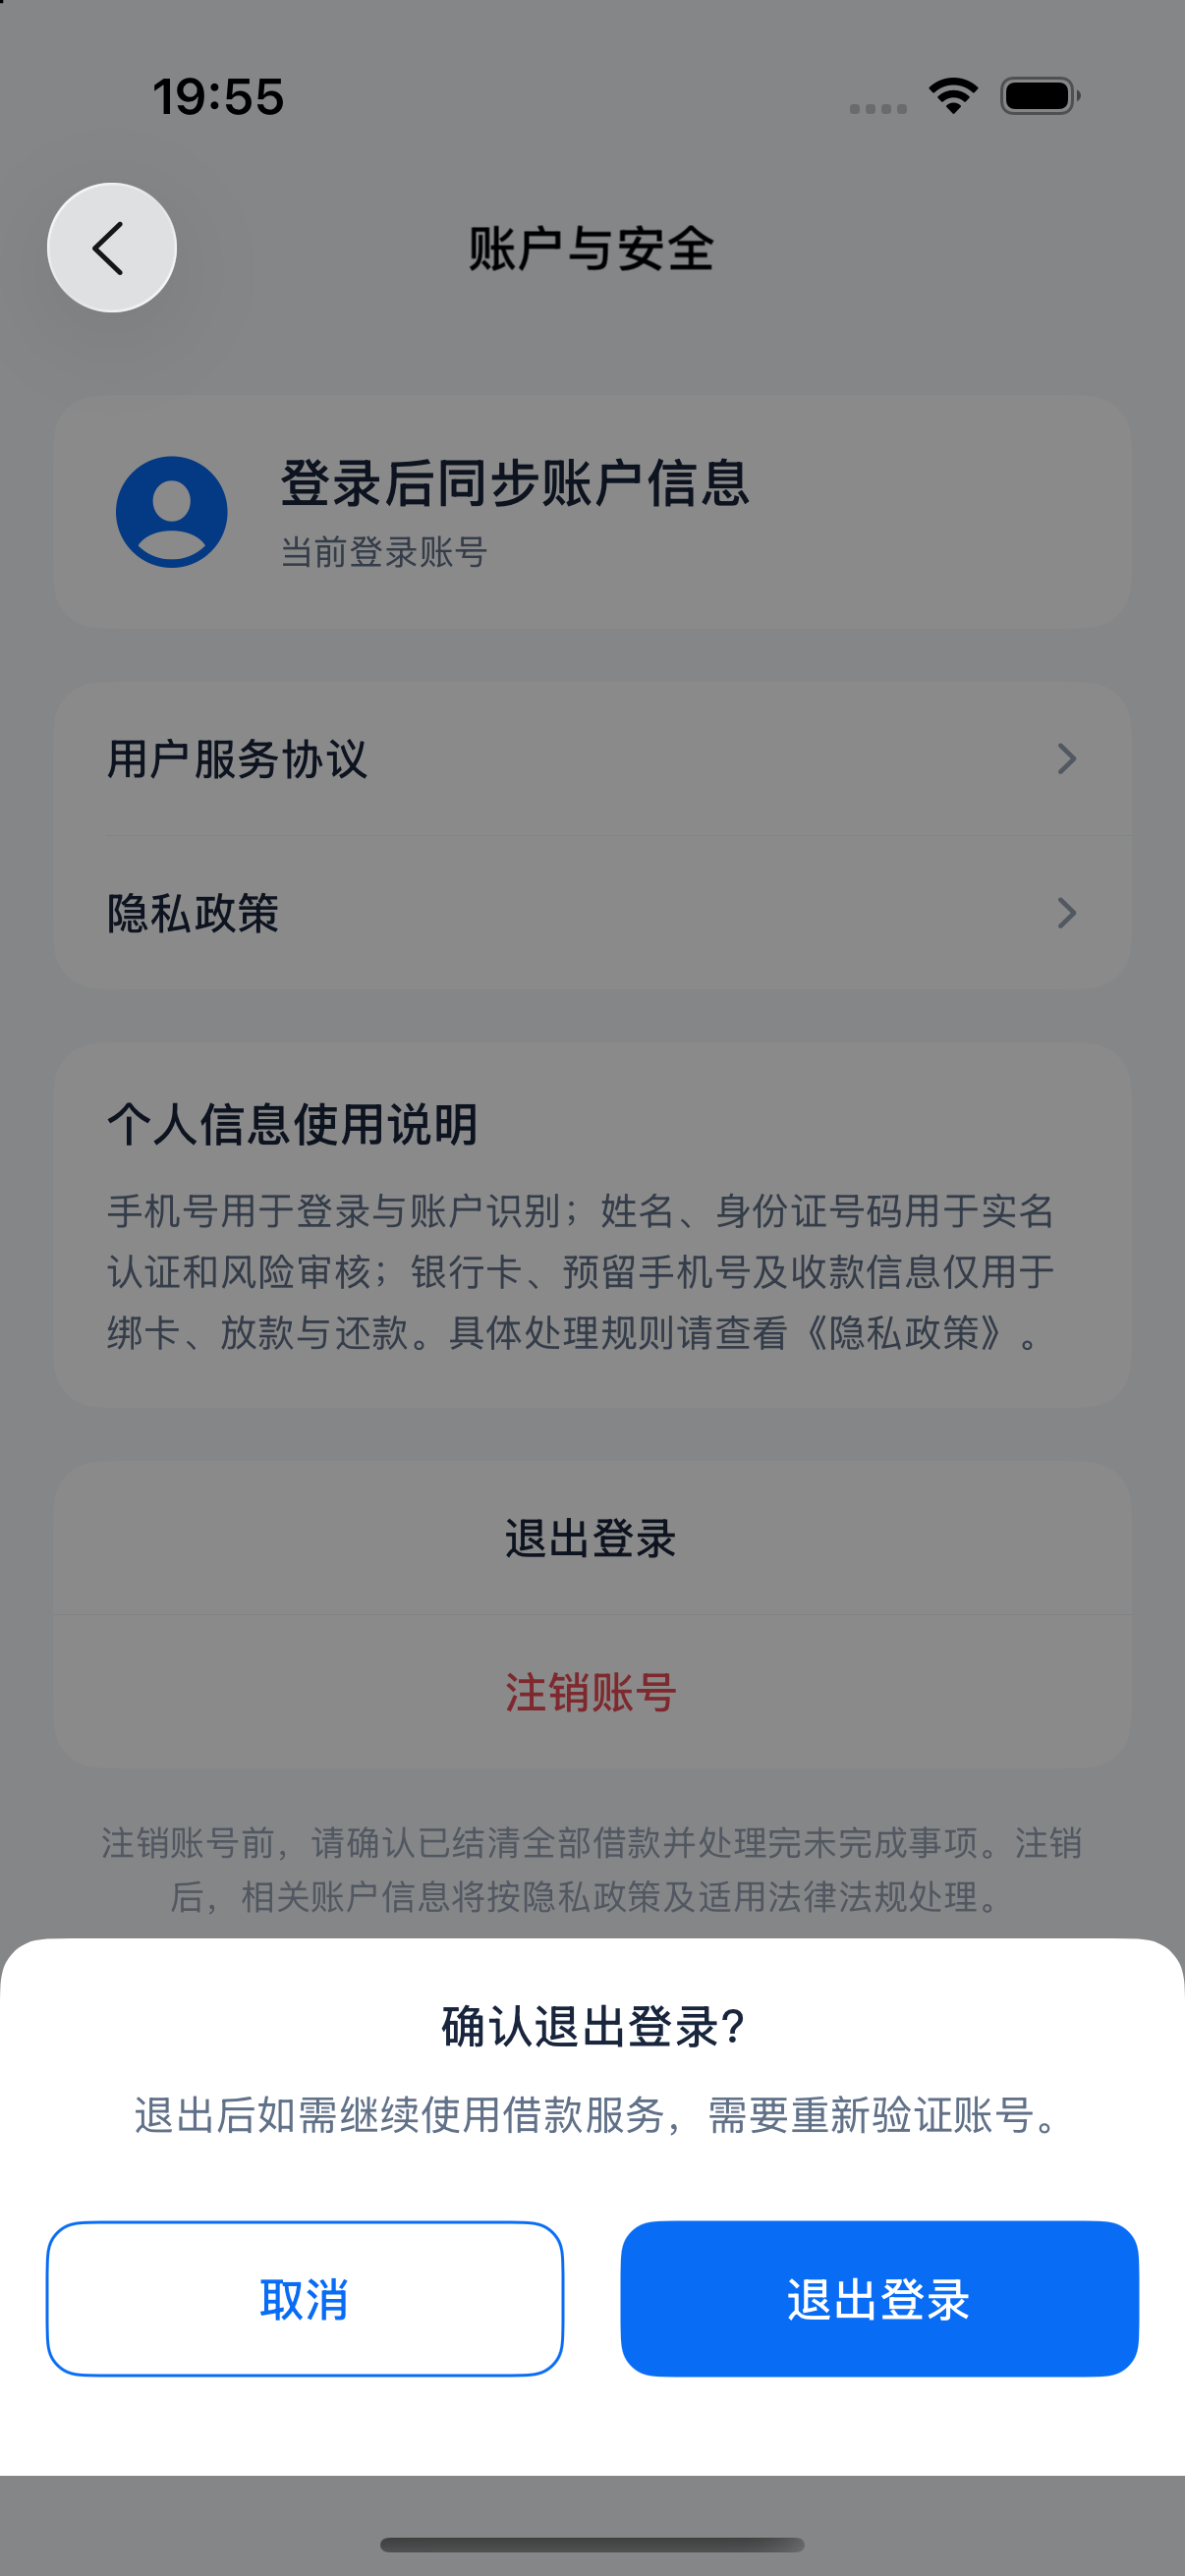 19:55
账户与安全
登录后同步账户信息
当前登录账号
用户服务协议
隐私政策
个人信息使用说明
手机号用于登录与账户识别；姓名、身份证号码用于实名
认证和风险审核；银行卡、预留手机号及收款信息仅用于
绑卡、放款与还款。具体处理规则请查看《隐私政策》。
退出登录
注销账号
注销账号前，请确认已结清全部借款并处理完未完成事项。注销
后，相关账户信息将按隐私政策及适用法律法规处理。
确认退出登录?
退出后如需继续使用借款服务，需要重新验证账号。
取消
退出登录